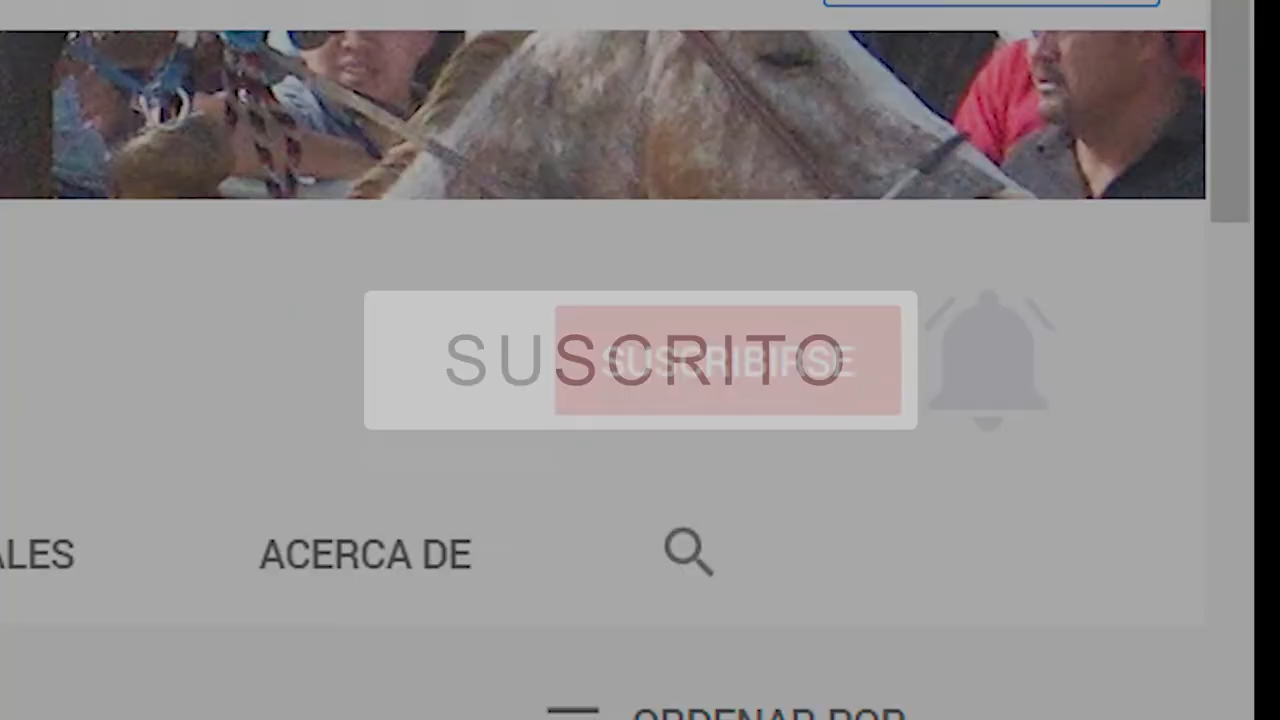 SUSCRITO
SUSCRIBIRSE
ALES
ACERCA DE
ORDENAR POR